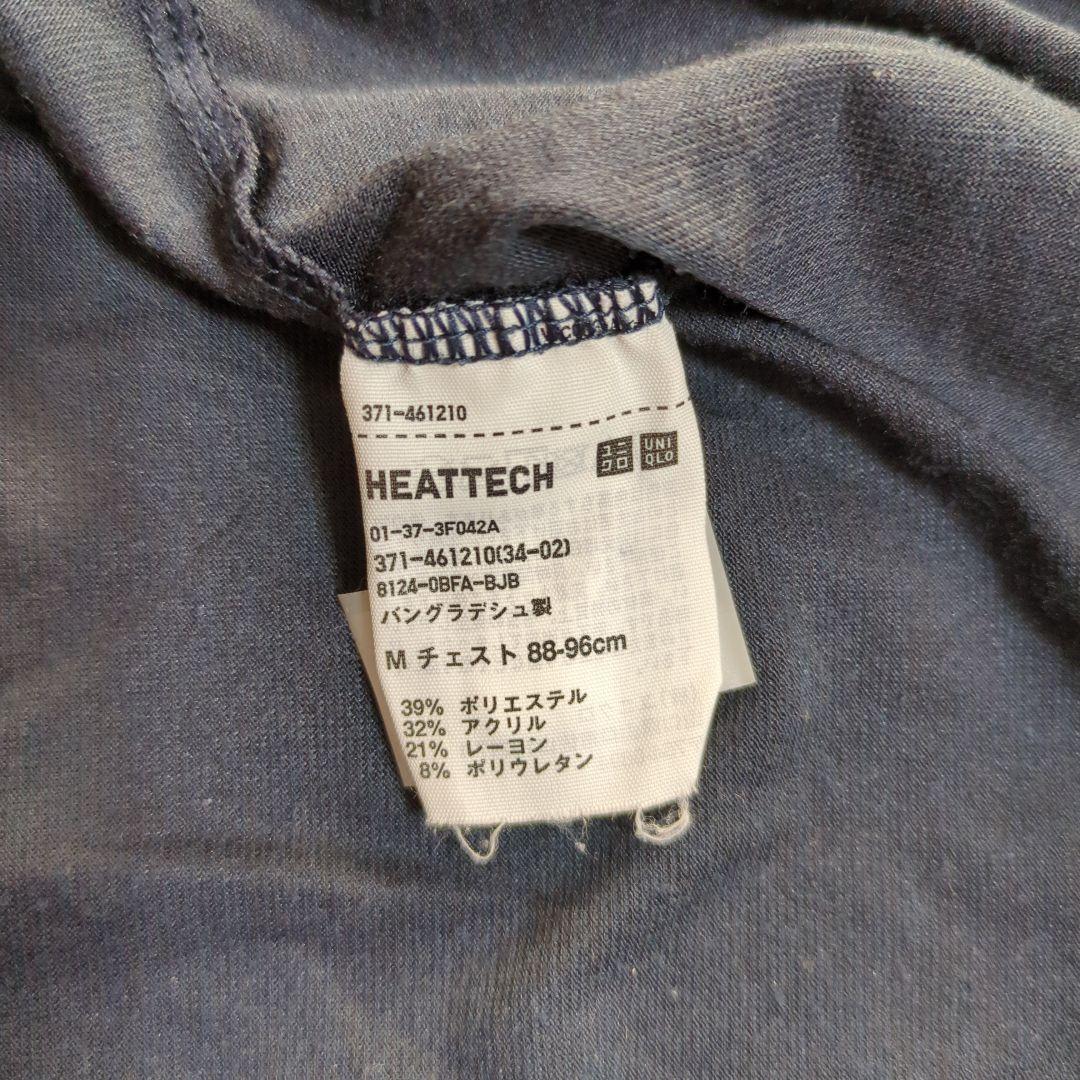 371-461210
ユニクロ UNIQLO
HEATTECH
01-37-3F042A
371-461210(34-02)
8124-0BFA-BJB
バングラデシュ製
M チェスト 88-96cm
39% ポリエステル
32% アクリル
21% レーヨン
8% ポリウレタン